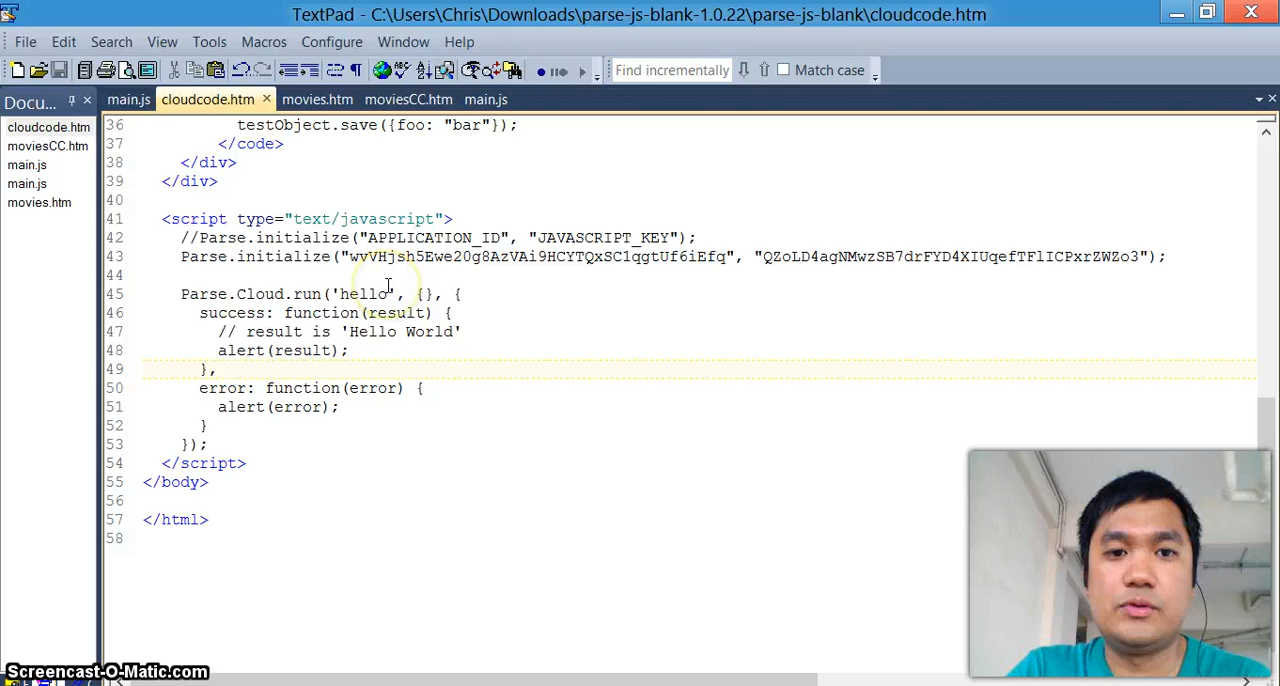 TextPad - C:\Users\Chris\Downloads\parse-js-blank-1.0.22\parse-js-blank\cloudcode.htm
File Edit Search View Tools Macros Configure Window Help
Find incrementally Match case
Docu...
main.js cloudcode.htm movies.htm moviesCC.htm main.js
cloudcode.htm
moviesCC.htm
main.js
main.js
movies.htm
36 testObject.save({foo: "bar"});
37 </code>
38 </div>
39 </div>
40
41 <script type="text/javascript">
42 //Parse.initialize("APPLICATION_ID", "JAVASCRIPT_KEY");
43 Parse.initialize("wvVHjsh5Ewe20g8AzVAi9HCYTQxSC1qgtUf6iEfq", "QZoLD4agNMwzSB7drFYD4XIUqefTFlICPxrZWZo3");
44
45 Parse.Cloud.run('hello', {}, {
46 success: function(result) {
47 // result is 'Hello World'
48 alert(result);
49 },
50 error: function(error) {
51 alert(error);
52 }
53 });
54 </script>
55 </body>
56
57 </html>
58
Screencast-O-Matic.com